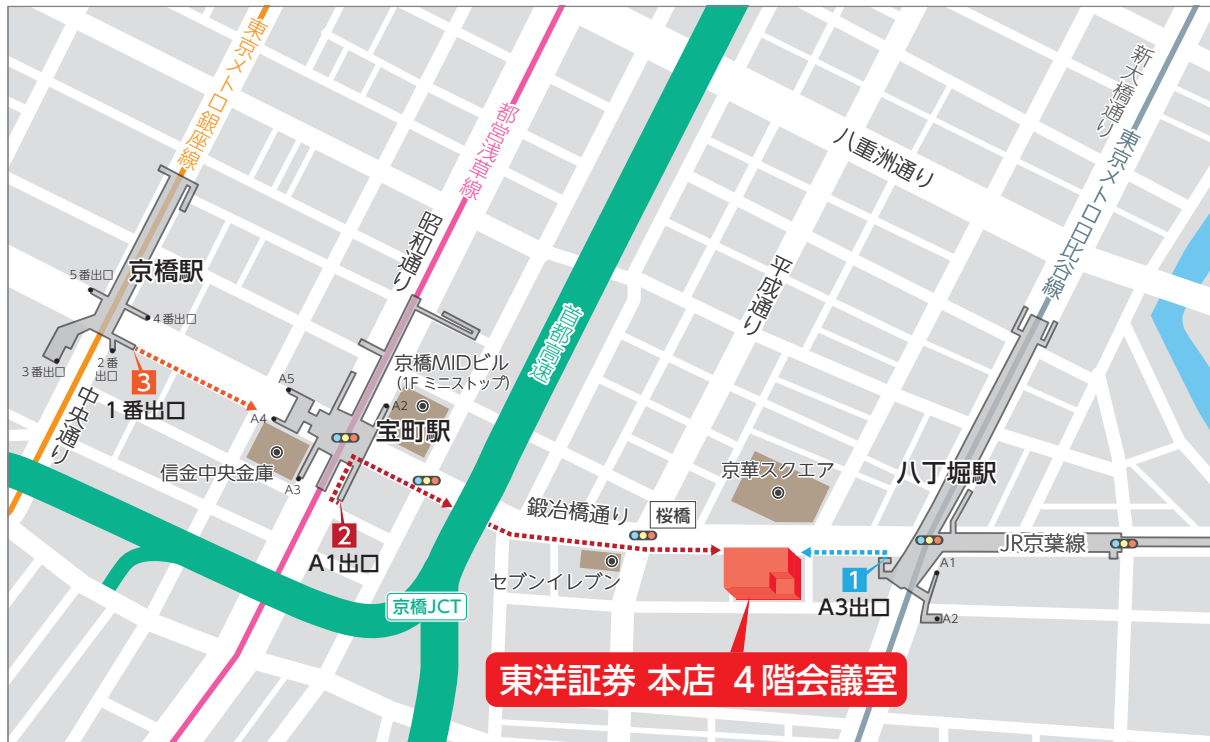 東京メトロ銀座線
都営浅草線
新大橋通り
東京メトロ日比谷線
八重洲通り
昭和通り
平成通り
首都高速
京橋駅
5番出口
4番出口
3番出口
2番
出口
3
1番出口
中央通り
A5
A4
A3
A2
京橋MIDビル
(1F ミニストップ)
宝町駅
信金中央金庫
2
A1出口
鍛治橋通り
桜橋
京華スクエア
八丁堀駅
JR京葉線
セブンイレブン
1
A3出口
A1
A2
京橋JCT
東洋証券 本店 4階会議室